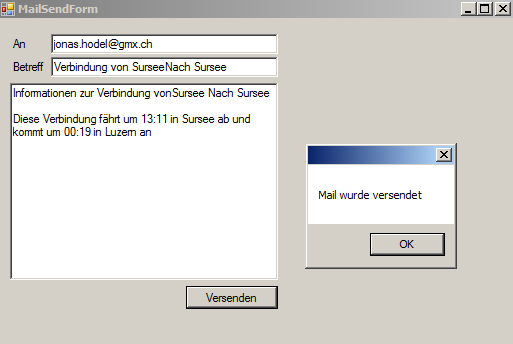 MailSendForm
An
jonas.hodel@gmx.ch
Betreff
Verbindung von SurseeNach Sursee
Informationen zur Verbindung vonSursee Nach Sursee
Diese Verbindung fährt um 13:11 in Sursee ab und
kommt um 00:19 in Luzern an
Versenden
Mail wurde versendet
OK